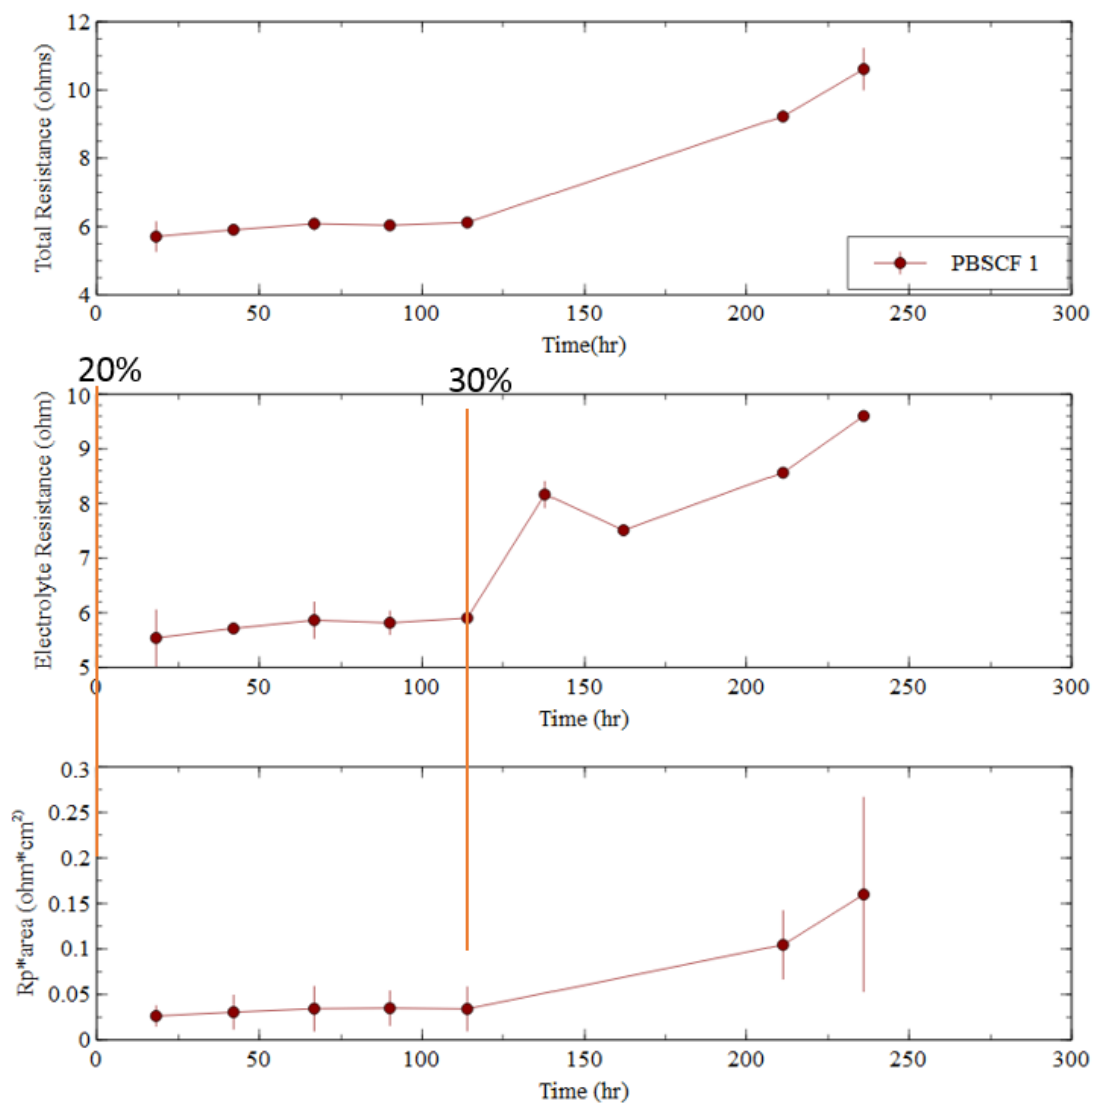 12
10
8
6
4
Total Resistance (ohms)
PBSCF 1
0 50 100 150 200 250 300
Time(hr)
20% 30%
10
9
8
7
6
5
Electrolyte Resistance (ohm)
0 50 100 150 200 250 300
Time (hr)
0.3
0.25
0.2
0.15
0.1
0.05
0
Rp*area (ohm*cm²)
0 50 100 150 200 250 300
Time (hr)